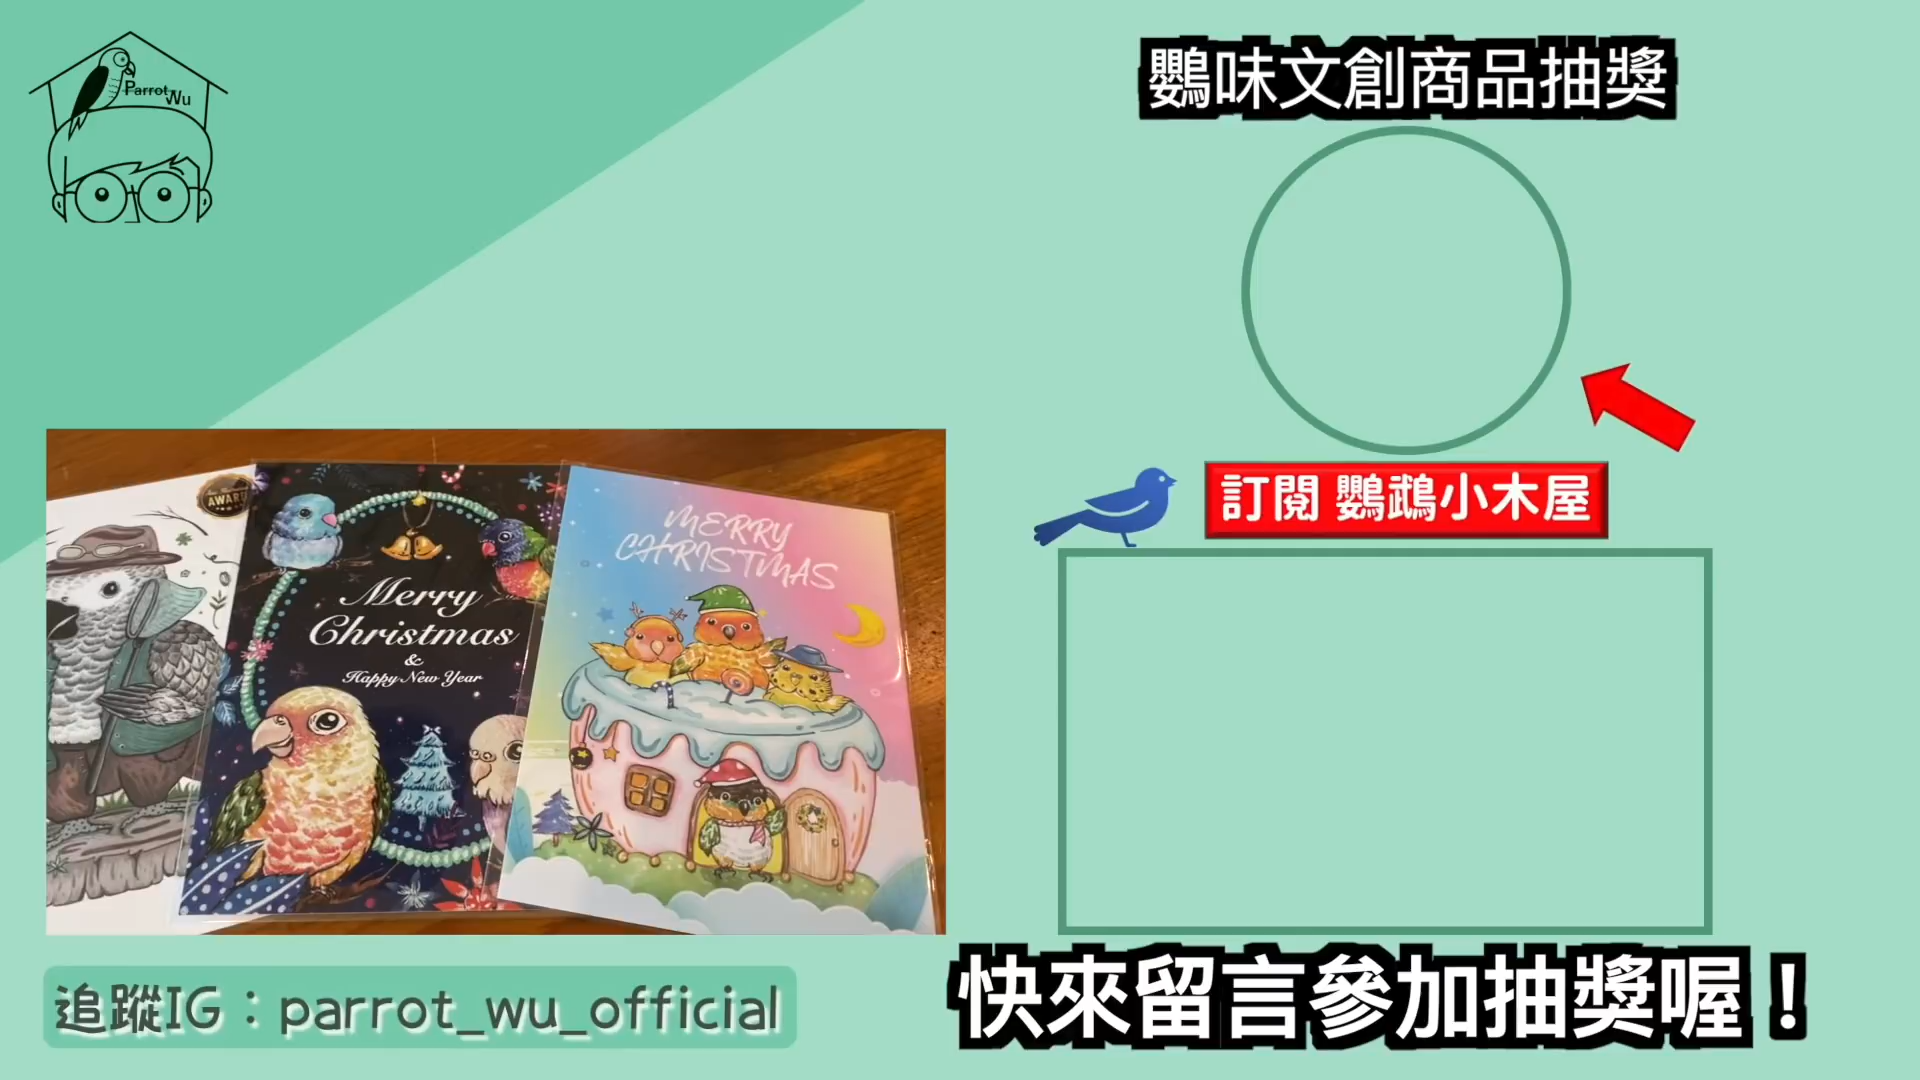 Parrot
Wu
鸚味文創商品抽獎
訂閱 鸚鵡小木屋
AWARD
Merry
Christmas
&
Happy New Year
MERRY
CHRISTMAS
追蹤IG：parrot_wu_official
快來留言參加抽獎喔！